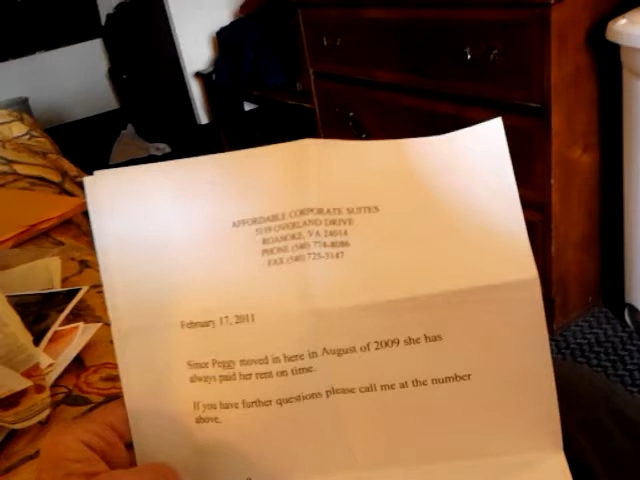 AFFORDABLE CORPORATE SUITES
5139 OVERLAND DRIVE
ROANOKE, VA 24014
PHONE (540) 774-8086
FAX (540) 725-3147
February 17, 2011
Since Peggy moved in here in August of 2009 she has
always paid her rent on time.
If you have further questions please call me at the number
above.